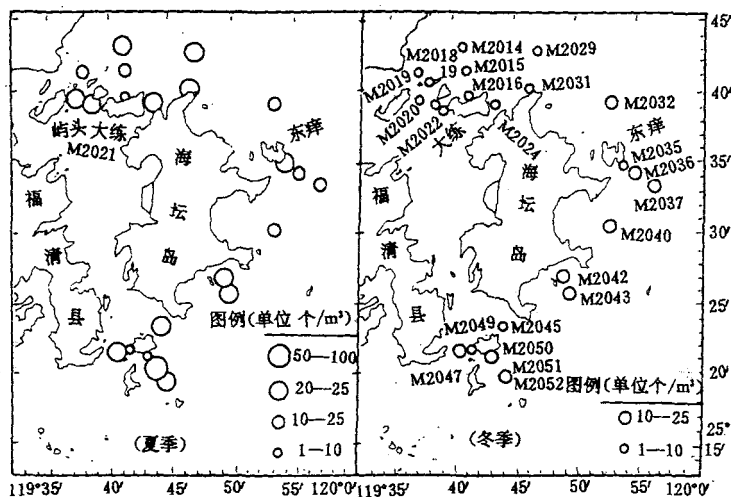 屿头大练
M2021
海
坛
岛
东痒
福
清
县
图例(单位 个/m³)
50—100
20—25
10—25
1—10
(夏季)
119°35′
40′
45′
50′
55′
120°0′
M2014
M2029
M2018
M2015
M2019
19
M2016
M2031
M2020
M2022
大练
M2024
M2032
东痒
M2035
M2036
M2037
海
坛
岛
M2040
福
清
县
M2042
M2043
M2049
M2045
M2050
M2047
M2051
M2052
图例(单位个/m³)
10—25
1—10
(冬季)
45′
40′
35′
30′
25′
20′
25°
15′
119°35′
40′
45′
50′
55′
120°0′